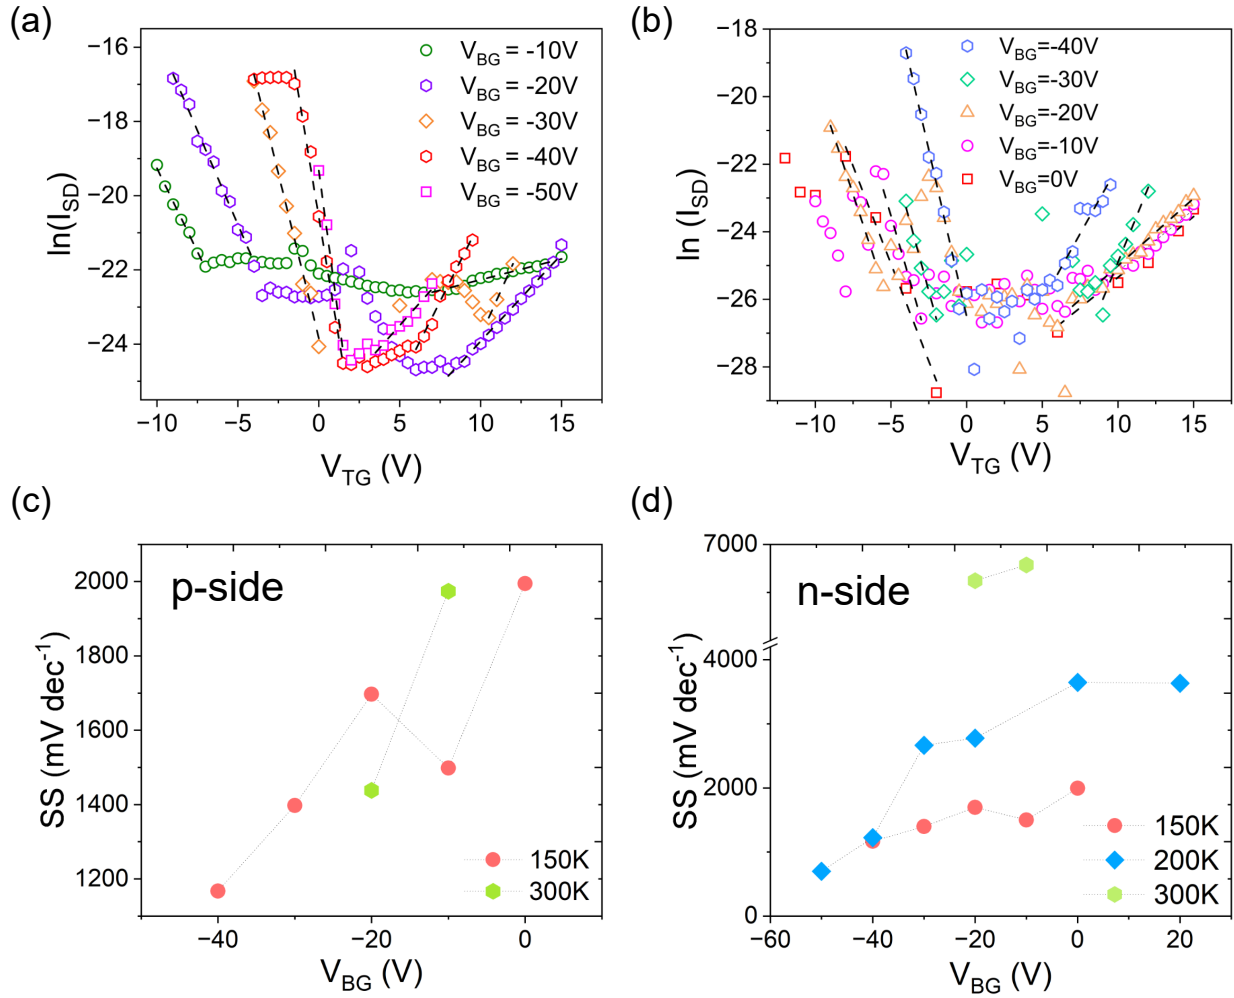 (a)
ln(I_SD)
−16
−18
−20
−22
−24
V_BG = -10V
V_BG = -20V
V_BG = -30V
V_BG = -40V
V_BG = -50V
−10 −5 0 5 10 15
V_TG (V)
(b)
ln (I_SD)
−18
−20
−22
−24
−26
−28
V_BG=-40V
V_BG=-30V
V_BG=-20V
V_BG=-10V
V_BG=0V
−10 −5 0 5 10 15
V_TG (V)
(c)
p-side
SS (mV dec⁻¹)
2000
1800
1600
1400
1200
150K
300K
−40 −20 0
V_BG (V)
(d)
n-side
SS (mV dec⁻¹)
7000
4000
2000
0
150K
200K
300K
−60 −40 −20 0 20
V_BG (V)